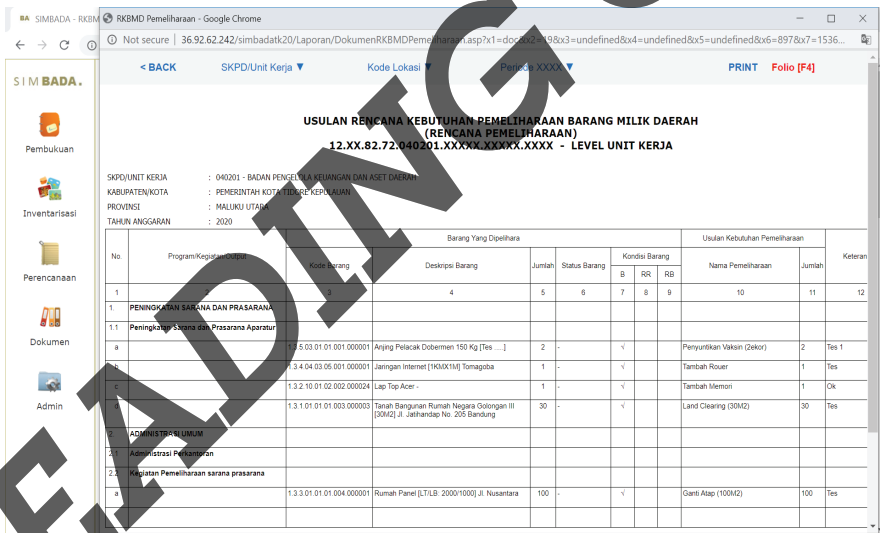 BA SIMBADA - RKBM
RKBMD Pemeliharaan - Google Chrome
Not secure | 36.92.62.242/simbadatk20/Laporan/DokumenRKBMDPemeliharaan.asp?x1=doc&x2=19&x3=undefined&x4=undefined&x5=undefined&x6=897&x7=1536...
< BACK SKPD/Unit Kerja ▼ Kode Lokasi ▼ Periode XXXX ▼ PRINT Folio [F4]
SIMBADA.
Pembukuan
Inventarisasi
Perencanaan
Dokumen
Admin
USULAN RENCANA KEBUTUHAN PEMELIHARAAN BARANG MILIK DAERAH
(RENCANA PEMELIHARAAN)
12.XX.82.72.040201.XXXXX.XXXXX.XXXX - LEVEL UNIT KERJA
SKPD/UNIT KERJA : 040201 - BADAN PENGELOLA KEUANGAN DAN ASET DAERAH
KABUPATEN/KOTA : PEMERINTAH KOTA TIDORE KEPULAUAN
PROVINSI : MALUKU UTARA
TAHUN ANGGARAN : 2020
Barang Yang Dipelihara Usulan Kebutuhan Pemeliharaan
No. Program/Kegiatan/Output Kode Barang Deskripsi Barang Jumlah Status Barang Kondisi Barang Nama Pemeliharaan Jumlah Keteran
B RR RB
1 2 3 4 5 6 7 8 9 10 11 12
1. PENINGKATAN SARANA DAN PRASARANA
1.1 Peningkatan Sarana dan Prasarana Aparatur
a 1.3.5.03.01.01.001.000001 Anjing Pelacak Dobermen 150 Kg [Tes .....] 2 - √ Penyuntikan Vaksin (2ekor) 2 Tes 1
b 1.3.4.04.03.05.001.000001 Jaringan Internet [1KMX1M] Tomagoba 1 - √ Tambah Rouer 1 Tes
c 1.3.2.10.01.02.002.000024 Lap Top Acer - 1 - √ Tambah Memori 1 Ok
d 1.3.1.01.01.01.003.000003 Tanah Bangunan Rumah Negara Golongan III 30 - √ Land Clearing (30M2) 30 Tes
[30M2] Jl. Jatihandap No. 205 Bandung
2. ADMINISTRASI UMUM
2.1 Administrasi Perkantoran
2.2 Kegiatan Pemeliharaan sarana prasarana
a 1.3.3.01.01.01.004.000001 Rumah Panel [LT/LB: 2000/1000] Jl. Nusantara 100 - √ Ganti Atap (100M2) 100 Tes
EADING